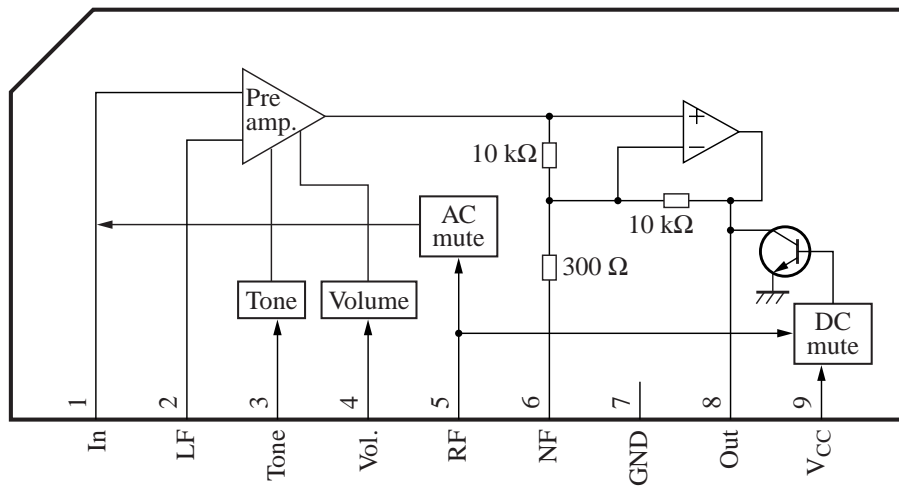 Pre
amp.
+
−
10 kΩ
10 kΩ
AC
mute
300 Ω
Tone
Volume
DC
mute
1
2
3
4
5
6
7
8
9
In
LF
Tone
Vol.
RF
NF
GND
Out
VCC